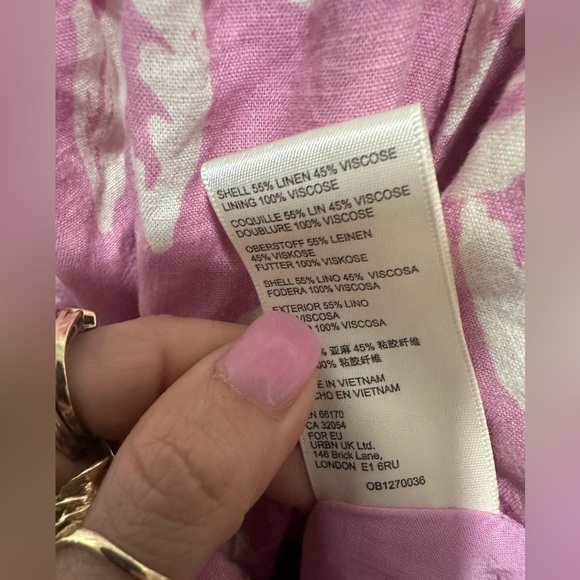 SHELL 55% LINEN 45% VISCOSE
LINING 100% VISCOSE
COQUILLE 55% LIN 45% VISCOSE
DOUBLURE 100% VISCOSE
OBERSTOFF 55% LEINEN
45% VISKOSE
FUTTER 100% VISKOSE
SHELL 55% LINO 45% VISCOSA
FODERA 100% VISCOSA
EXTERIOR 55% LINO
VISCOSA
100% VISCOSA
亚麻 45% 粘胶纤维
粘胶纤维
IN VIETNAM
EN VIETNAM
66170
CA 32054
FOR EU
URBN UK Ltd.
146 Brick Lane,
LONDON E1 6RU
OB1270036